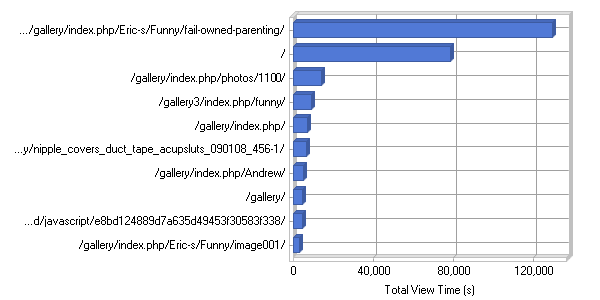 .../gallery/index.php/Eric-s/Funny/fail-owned-parenting/
/
/gallery/index.php/photos/1100/
/gallery3/index.php/funny/
/gallery/index.php/
...y/nipple_covers_duct_tape_acupsluts_090108_456-1/
/gallery/index.php/Andrew/
/gallery/
...d/javascript/e8bd124889d7a635d49453f30583f338/
/gallery/index.php/Eric-s/Funny/image001/
0 40,000 80,000 120,000
Total View Time (s)